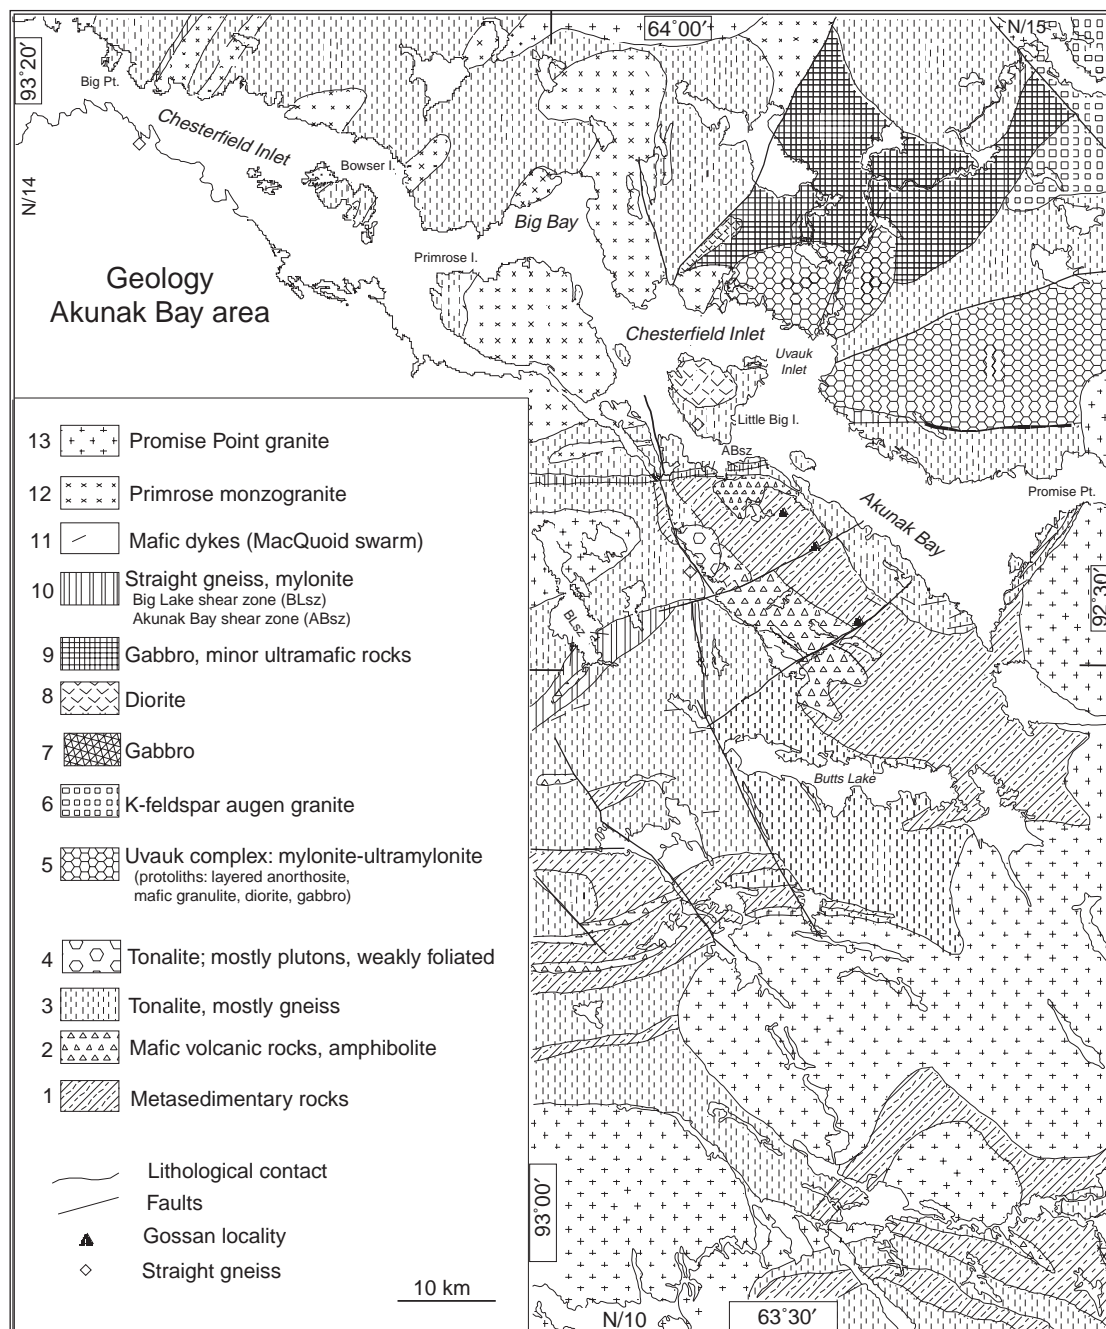 64°00′
N/15
93°20′
Big Pt.
Chesterfield Inlet
Bowser I.
N/14
Big Bay
Primrose I.
Geology
Akunak Bay area
Chesterfield Inlet
Uvauk
Inlet
Little Big I.
ABsz
Akunak Bay
Promise Pt.
92°30′
BLsz
Butts Lake
13 Promise Point granite
12 Primrose monzogranite
11 Mafic dykes (MacQuoid swarm)
10 Straight gneiss, mylonite
Big Lake shear zone (BLsz)
Akunak Bay shear zone (ABsz)
9 Gabbro, minor ultramafic rocks
8 Diorite
7 Gabbro
6 K-feldspar augen granite
5 Uvauk complex: mylonite-ultramylonite
(protoliths: layered anorthosite,
mafic granulite, diorite, gabbro)
4 Tonalite; mostly plutons, weakly foliated
3 Tonalite, mostly gneiss
2 Mafic volcanic rocks, amphibolite
1 Metasedimentary rocks
Lithological contact
Faults
Gossan locality
Straight gneiss
10 km
93°00′
N/10
63°30′